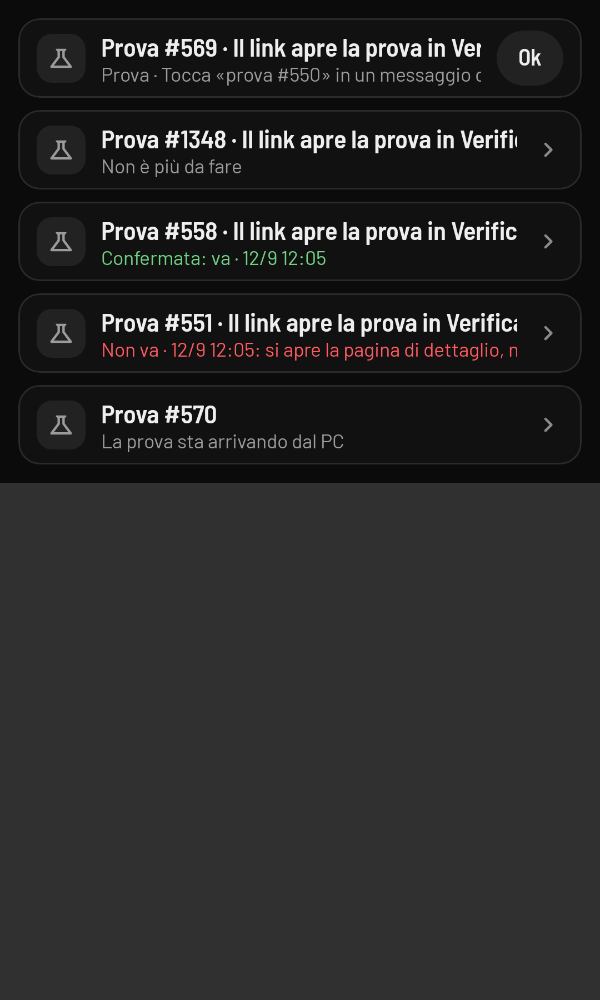 Prova #569 · Il link apre la prova in Ver
Prova · Tocca «prova #550» in un messaggio
Ok
Prova #1348 · Il link apre la prova in Verifi
Non è più da fare
Prova #558 · Il link apre la prova in Verific
Confermata: va · 12/9 12:05
Prova #551 · Il link apre la prova in Verifica
Non va · 12/9 12:05: si apre la pagina di dettaglio, n
Prova #570
La prova sta arrivando dal PC